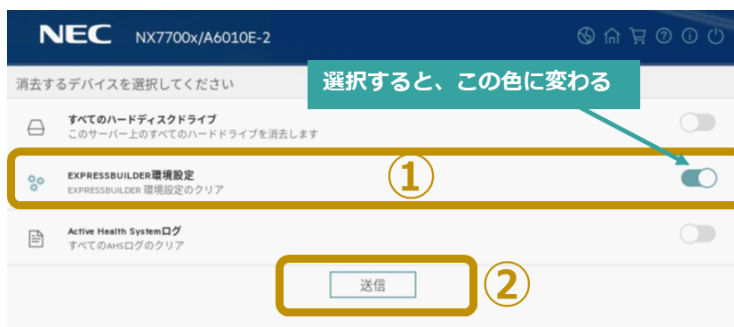 NEC NX7700x/A6010E-2
消去するデバイスを選択してください
選択すると、この色に変わる
すべてのハードディスクドライブ
このサーバー上のすべてのハードドライブを消去します
①
EXPRESSBUILDER環境設定
EXPRESSBUILDER 環境設定のクリア
Active Health Systemログ
すべてのAHSログのクリア
送信
②